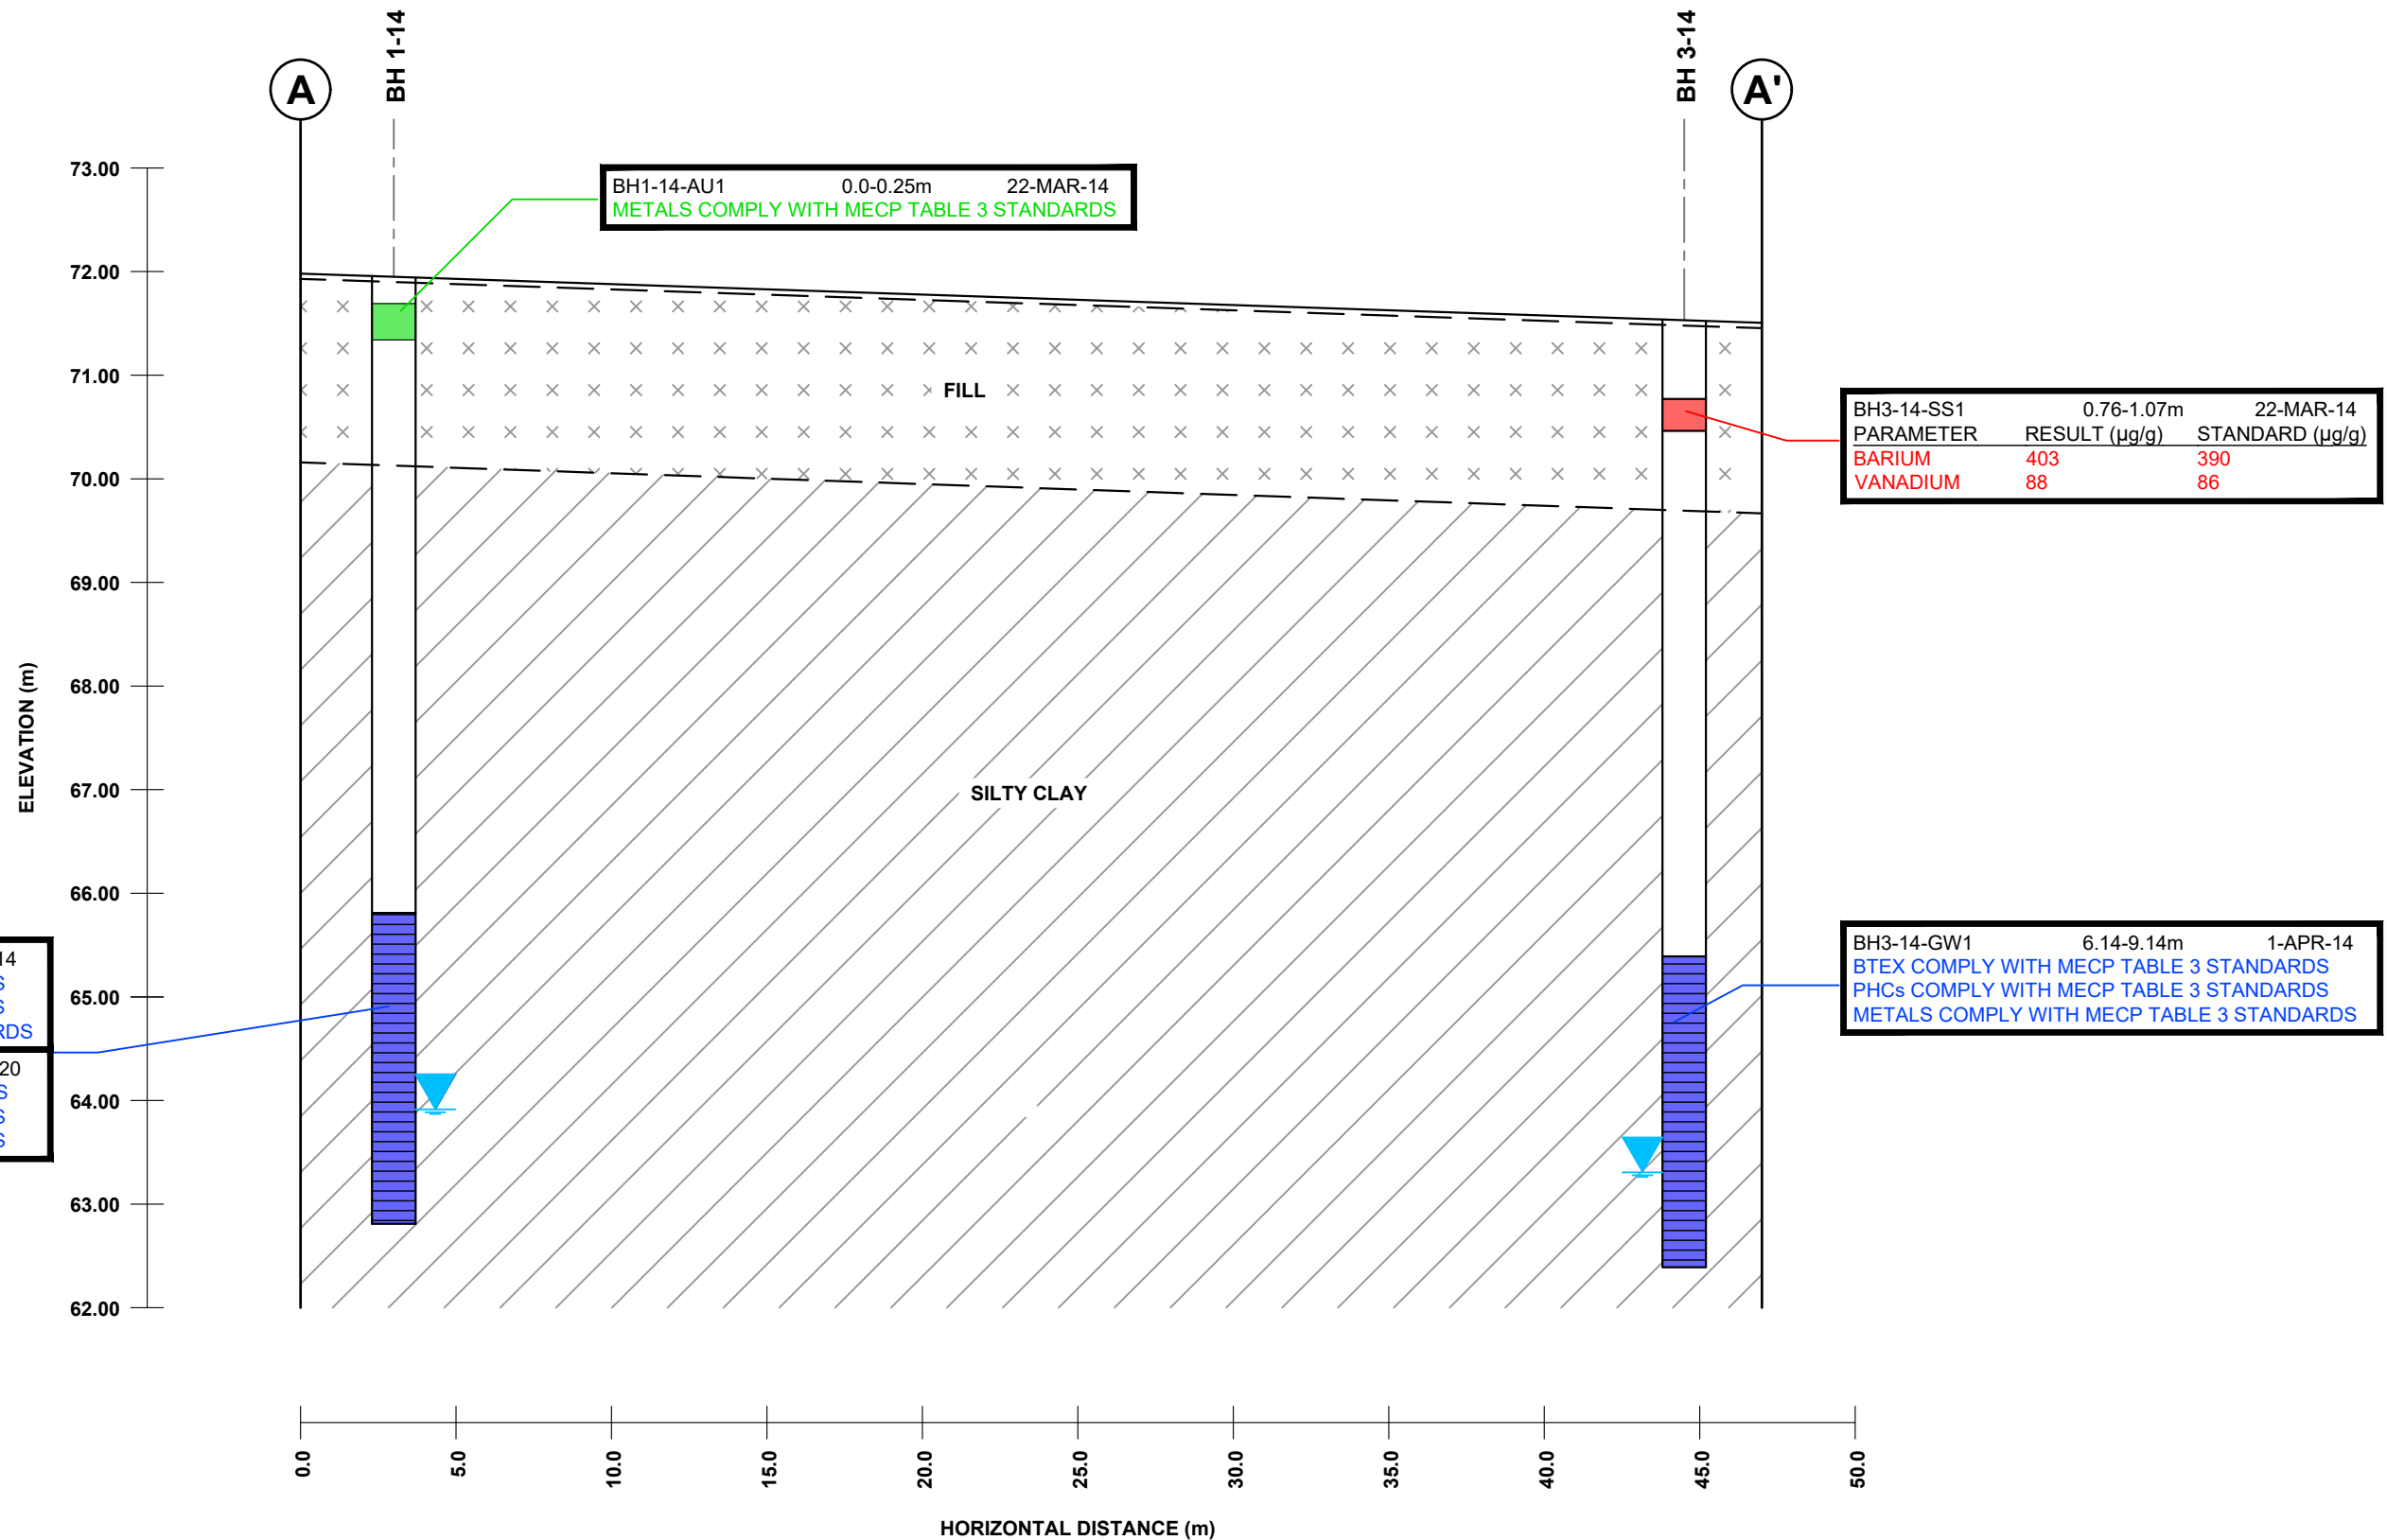 BH 1-14
BH 3-14
A
A'
73.00
72.00
71.00
70.00
69.00
68.00
67.00
66.00
65.00
64.00
63.00
62.00
ELEVATION (m)
BH1-14-AU1 0.0-0.25m 22-MAR-14
METALS COMPLY WITH MECP TABLE 3 STANDARDS
FILL
BH3-14-SS1 0.76-1.07m 22-MAR-14
PARAMETER RESULT (µg/g) STANDARD (µg/g)
BARIUM 403 390
VANADIUM 88 86
SILTY CLAY
14
S
S
RDS
20
S
S
S
BH3-14-GW1 6.14-9.14m 1-APR-14
BTEX COMPLY WITH MECP TABLE 3 STANDARDS
PHCs COMPLY WITH MECP TABLE 3 STANDARDS
METALS COMPLY WITH MECP TABLE 3 STANDARDS
0.0
5.0
10.0
15.0
20.0
25.0
30.0
35.0
40.0
45.0
50.0
HORIZONTAL DISTANCE (m)